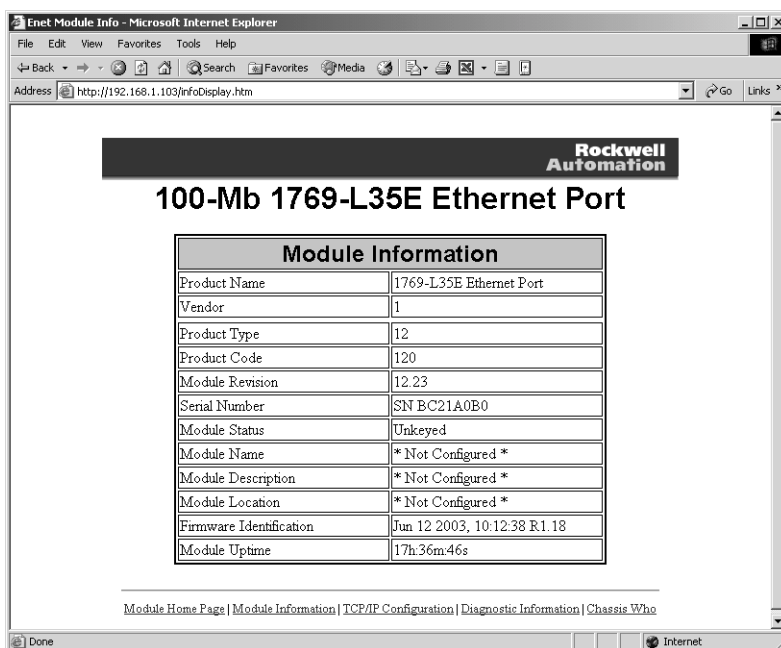 Enet Module Info - Microsoft Internet Explorer
File Edit View Favorites Tools Help
Back Search Favorites Media
Address http://192.168.1.103/infoDisplay.htm Go Links »
Rockwell
Automation
100-Mb 1769-L35E Ethernet Port
Module Information
Product Name 1769-L35E Ethernet Port
Vendor 1
Product Type 12
Product Code 120
Module Revision 12.23
Serial Number SN BC21A0B0
Module Status Unkeyed
Module Name * Not Configured *
Module Description * Not Configured *
Module Location * Not Configured *
Firmware Identification Jun 12 2003, 10:12:38 R1.18
Module Uptime 17h:36m:46s
Module Home Page | Module Information | TCP/IP Configuration | Diagnostic Information | Chassis Who
Done Internet